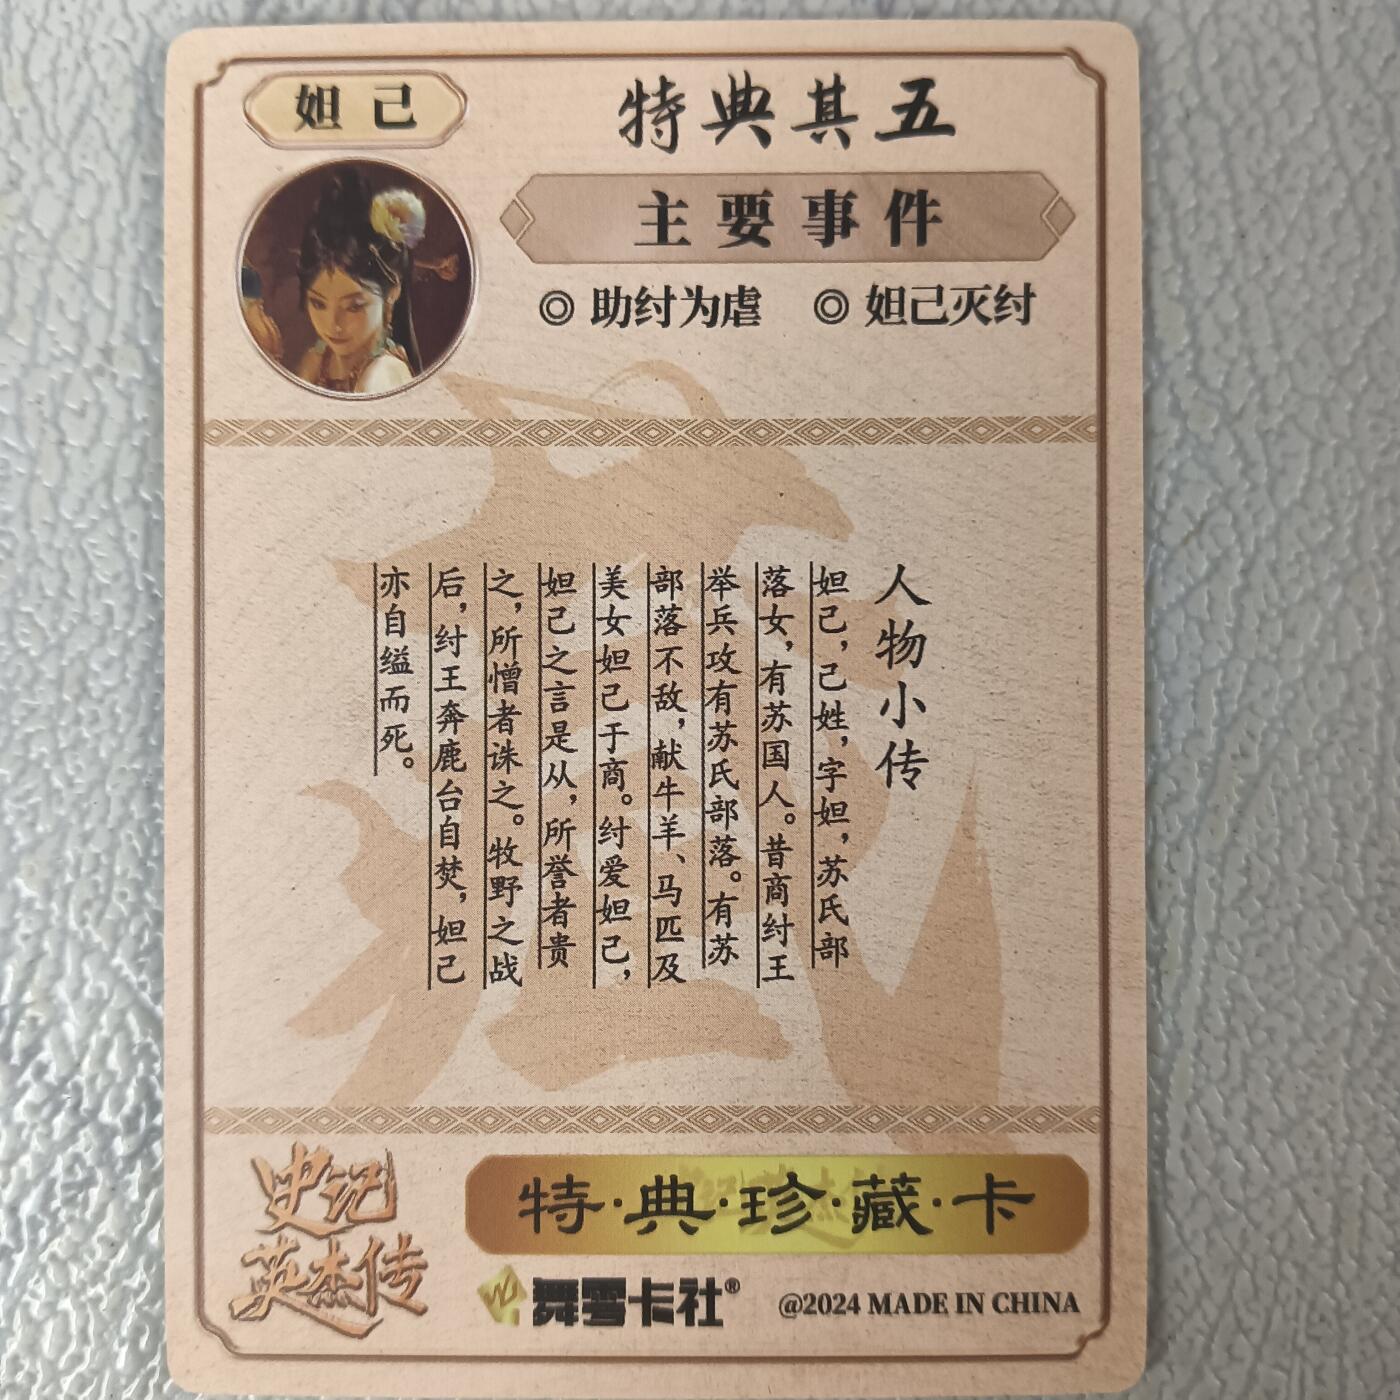 妲己
特典其五
主要事件
◎ 助纣为虐 ◎ 妲己灭纣
人物小传
妲己，己姓，字妲，苏氏部
落女，有苏国人。昔商纣王
举兵攻有苏氏部落。有苏
部落不敌，献牛羊、马匹及
美女妲己于商。纣爱妲己，
妲己之言是从，所誉者贵
之，所憎者诛之。牧野之战
后，纣王奔鹿台自焚，妲己
亦自缢而死。
史记
英杰传
特·典·珍·藏·卡
舞雩卡社®
@2024 MADE IN CHINA